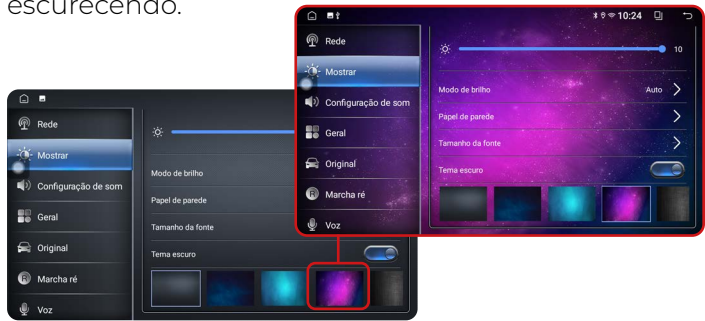 escurecendo.
10:24
Rede
Mostrar
Configuração de som
Geral
Original
Marcha ré
Voz
10
Modo de brilho
Auto
Papel de parede
Tamanho da fonte
Tema escuro
Rede
Mostrar
Configuração de som
Geral
Original
Marcha ré
Voz
Modo de brilho
Papel de parede
Tamanho da fonte
Tema escuro